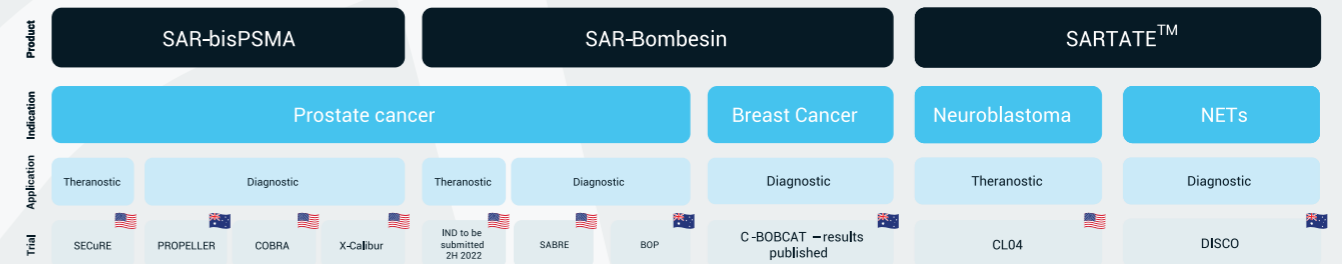 Product
SAR-bisPSMA
SAR-Bombesin
SARTATE™
Indication
Prostate cancer
Breast Cancer
Neuroblastoma
NETs
Application
Theranostic
Diagnostic
Theranostic
Diagnostic
Diagnostic
Theranostic
Diagnostic
Trial
SECuRE
PROPELLER
COBRA
X-Calibur
IND to be
submitted
2H 2022
SABRE
BOP
C-BOBCAT – results
published
CL04
DISCO